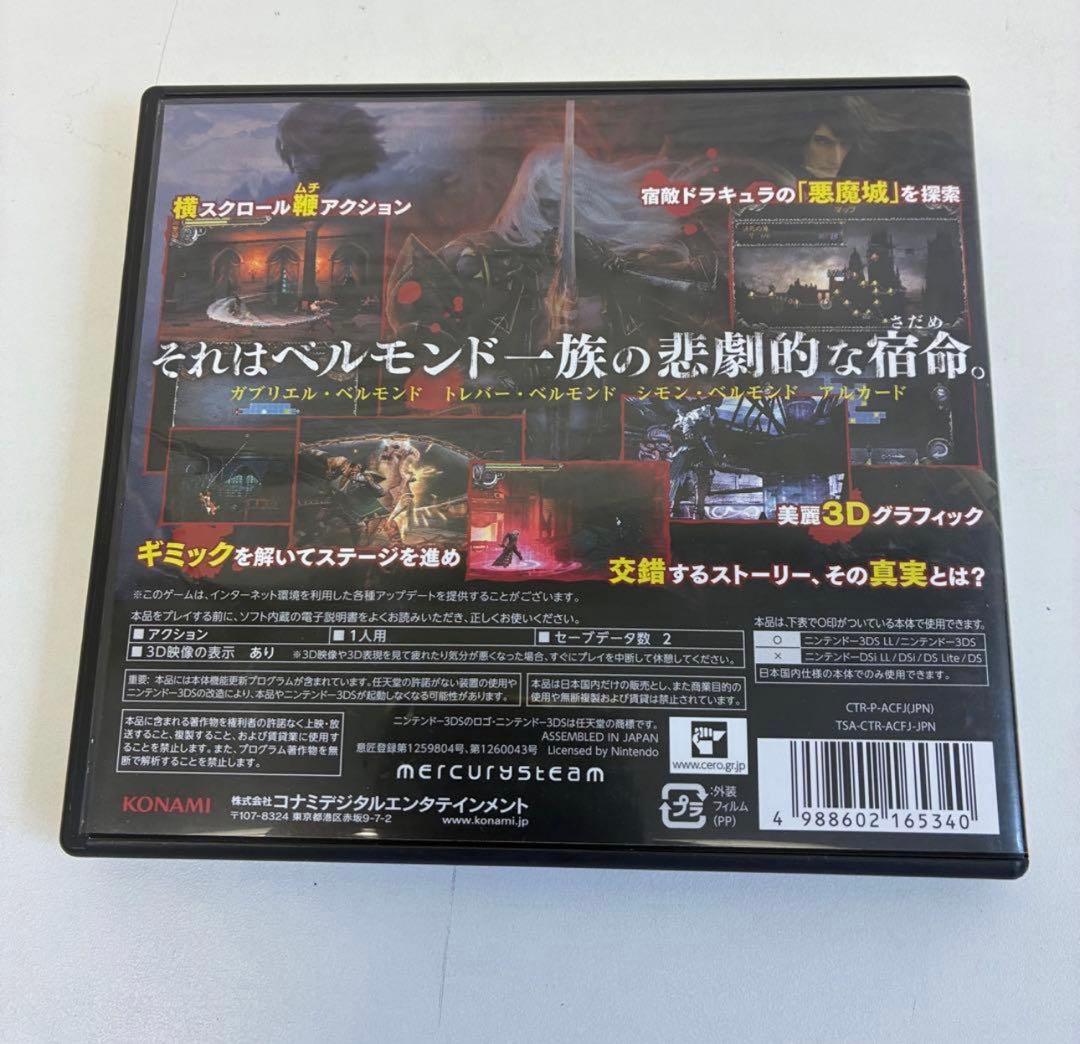 ムチ
横スクロール鞭アクション
宿敵ドラキュラの「悪魔城」を探索
マップ
さだめ
それはベルモンド一族の悲劇的な宿命。
ガブリエル・ベルモンド トレバー・ベルモンド シモン・ベルモンド アルカード
美麗3Dグラフィック
ギミックを解いてステージを進め
交錯するストーリー、その真実とは?
※このゲームは、インターネット環境を利用した各種アップデートを提供することがございます。
本品をプレイする前に、ソフト内蔵の電子説明書をよくお読みいただき、正しくお使いください。
■アクション ■1人用 ■セーブデータ数 2
■3D映像の表示 あり ※3D映像や3D表現を見て疲れたり気分が悪くなった場合、すぐにプレイを中断して休憩してください。
本品は、下表で○印がついている本体で使用できます。
○ ニンテンドー3DS LL/ニンテンドー3DS
× ニンテンドーDSi LL/DSi/DS Lite/DS
日本国内仕様の本体でのみ使用できます。
重要: 本品には本体機能更新プログラムが含まれています。任天堂の許諾がない装置の使用や
ニンテンドー3DSの改造により、本品やニンテンドー3DSが起動しなくなる可能性があります。
本品は日本国内だけの販売とし、また商業目的の
使用や無断複製および賃貸は禁止されています。
本品に含まれる著作物を権利者の許諾なく上映・放
送すること、複製すること、および賃貸業に使用す
ることを禁止します。また、プログラム著作物を無
断で解析することを禁止します。
ニンテンドー3DSのロゴ・ニンテンドー3DSは任天堂の商標です。
ASSEMBLED IN JAPAN
意匠登録第1259804号、第1260043号 Licensed by Nintendo
mercurysteam
www.cero.gr.jp
CTR-P-ACFJ(JPN)
TSA-CTR-ACFJ-JPN
KONAMI 株式会社コナミデジタルエンタテインメント
〒107-8324 東京都港区赤坂9-7-2 www.konami.jp
プラ
:外装
フィルム
(PP)
4 988602 165340